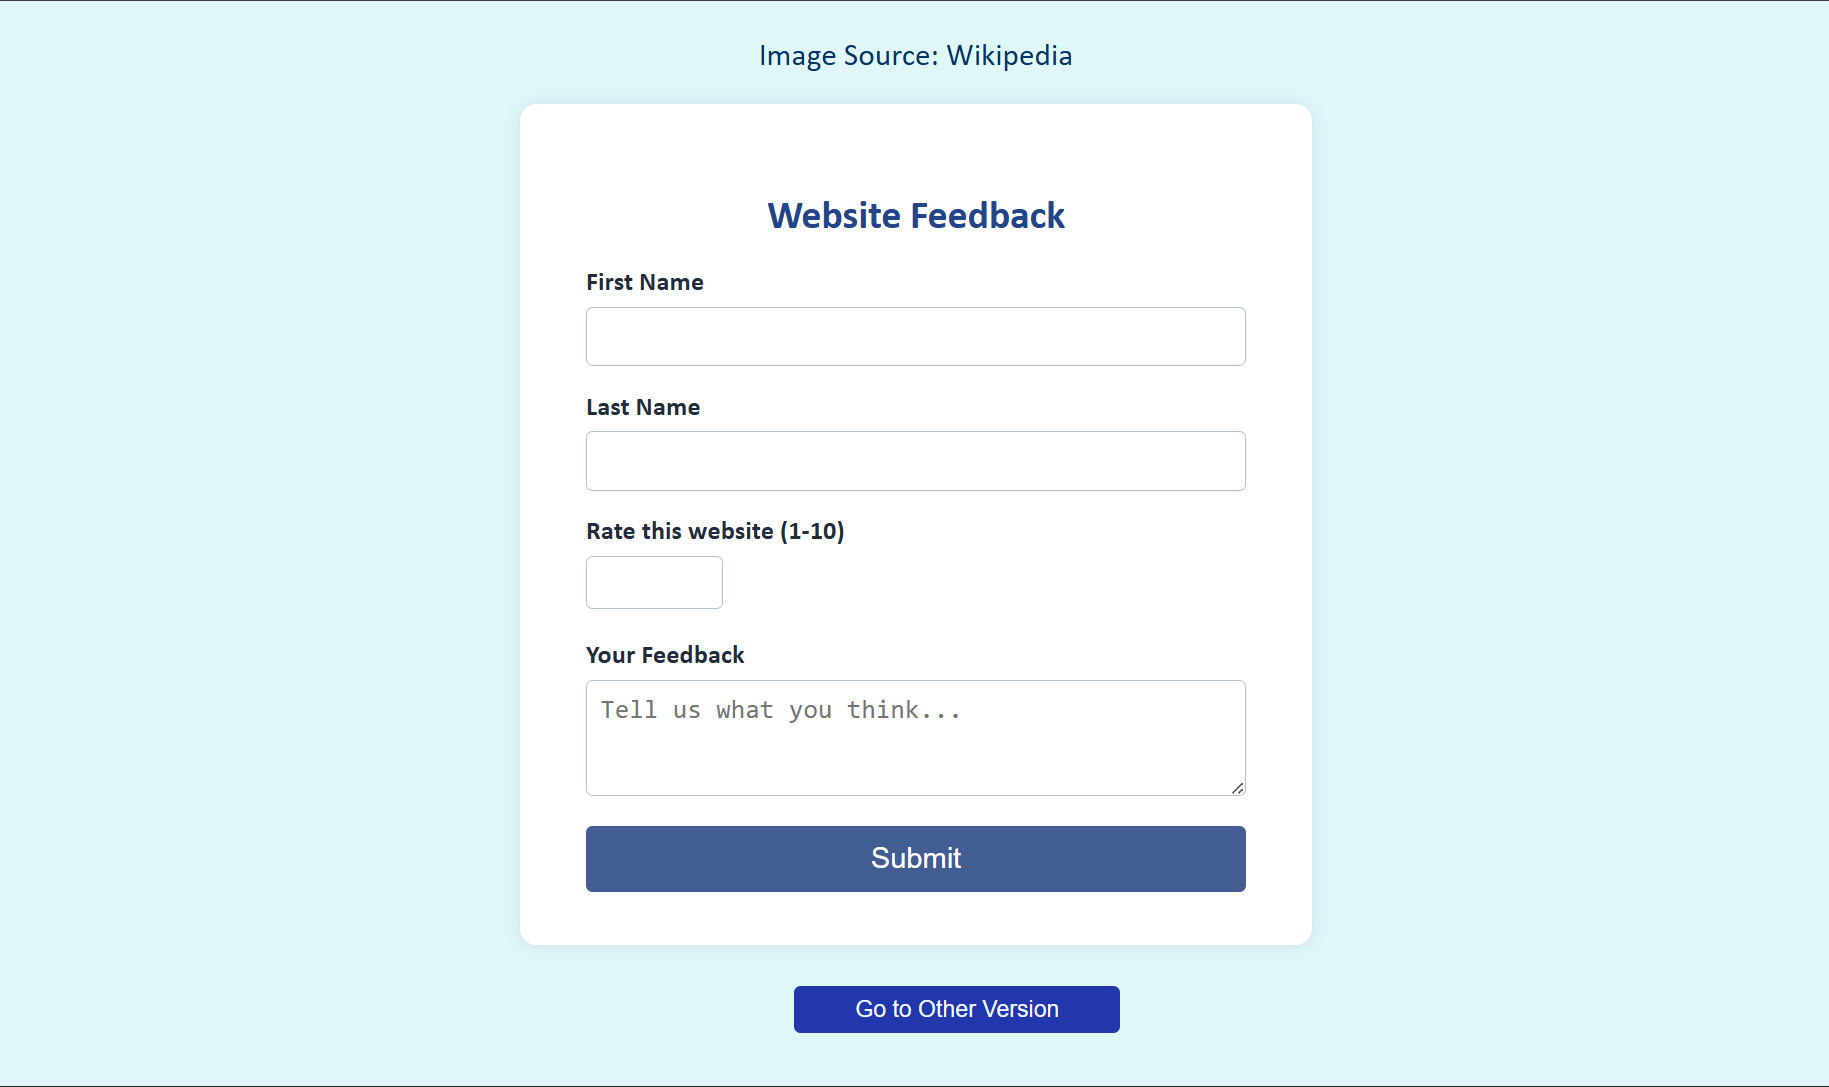 Image Source: Wikipedia
Website Feedback
First Name
Last Name
Rate this website (1-10)
Your Feedback
Tell us what you think...
Submit
Go to Other Version